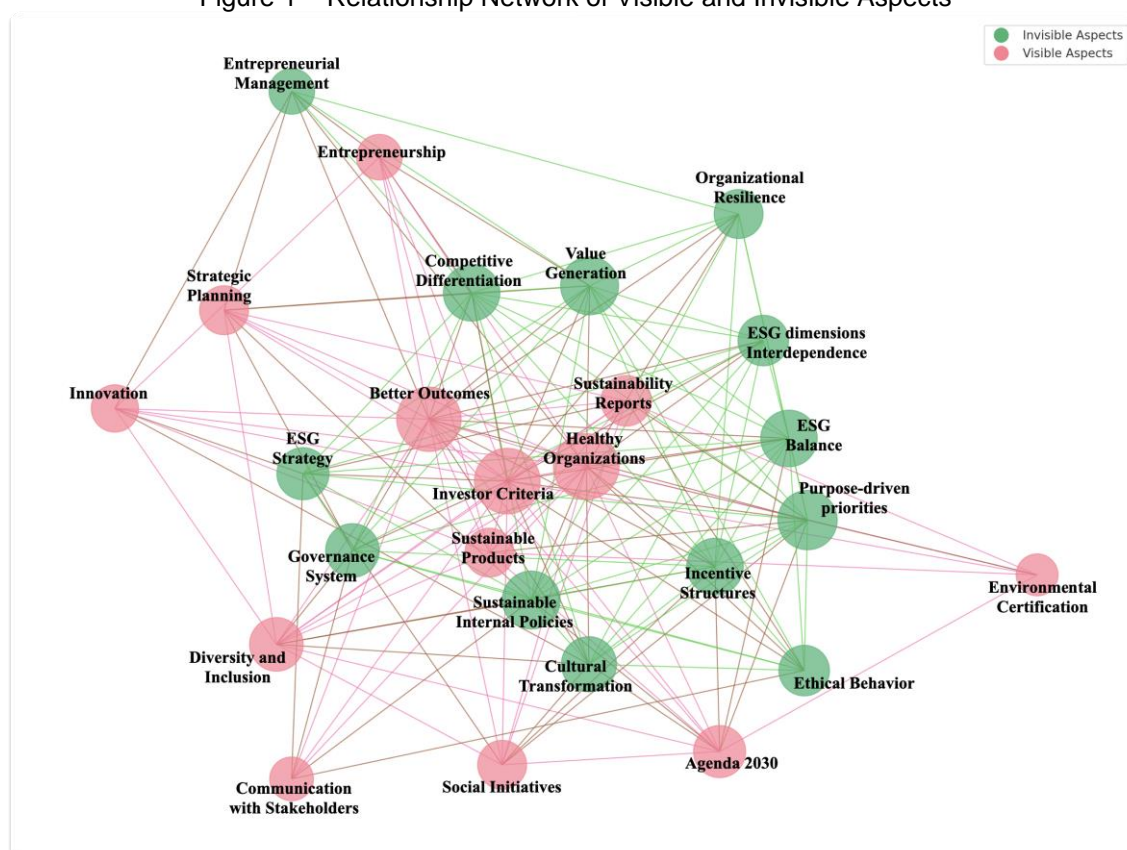 Figure 1 – Relationship Network of Visible and Invisible Aspects
Invisible Aspects
Visible Aspects
Entrepreneurial
Management
Entrepreneurship
Organizational
Resilience
Competitive
Differentiation
Value
Generation
Strategic
Planning
ESG dimensions
Interdependence
Innovation
Better Outcomes
Sustainability
Reports
ESG
Strategy
Healthy
Organizations
ESG
Balance
Investor Criteria
Purpose-driven
priorities
Governance
System
Sustainable
Products
Incentive
Structures
Environmental
Certification
Sustainable
Internal Policies
Diversity and
Inclusion
Cultural
Transformation
Ethical Behavior
Communication
with Stakeholders
Social Initiatives
Agenda 2030